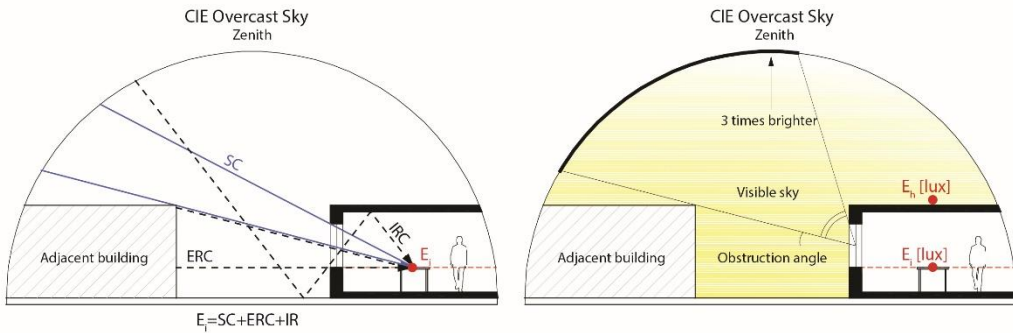 CIE Overcast Sky
Zenith
SC
IRC
Ei
Adjacent building
ERC
Ei=SC+ERC+IR
CIE Overcast Sky
Zenith
3 times brighter
Visible sky
Eh [lux]
Adjacent building
Obstruction angle
Ei [lux]